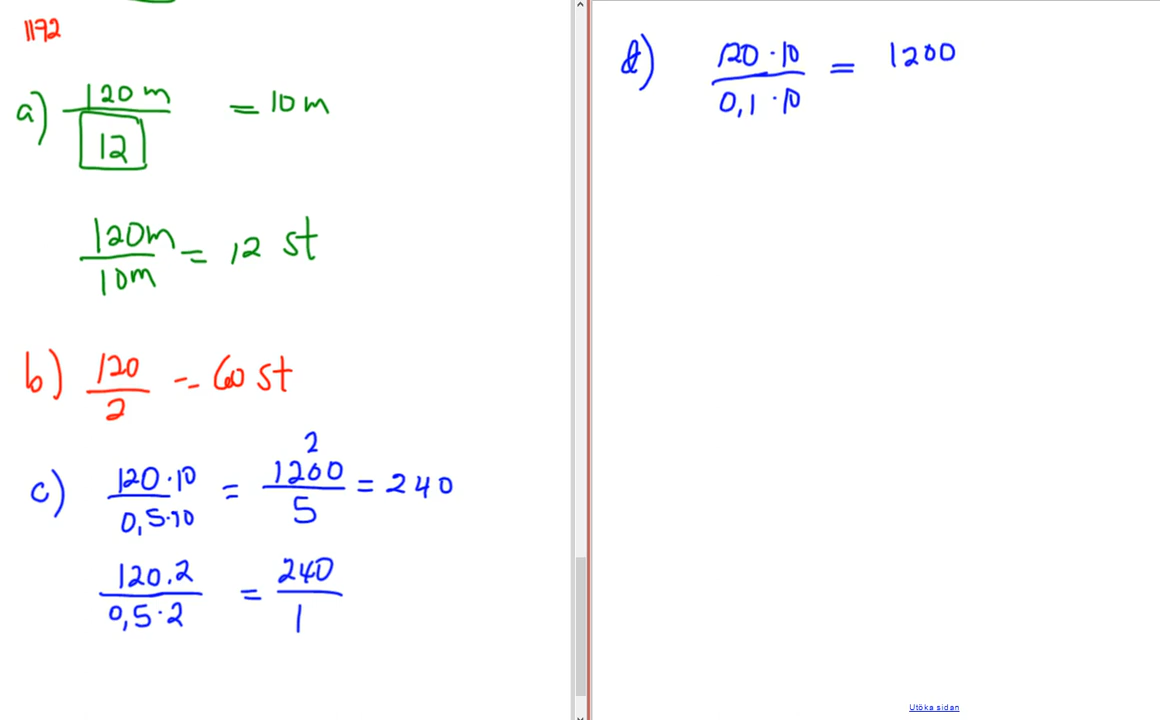 1192
a) 120 m / 12 = 10 m
120m / 10m = 12 st
b) 120 / 2 = 60 st
2
c) 120 · 10 / 0,5 · 10 = 1200 / 5 = 240
120 . 2 / 0,5 · 2 = 240 / 1
d) 120 · 10 / 0,1 · 10 = 1200
Utöka sidan